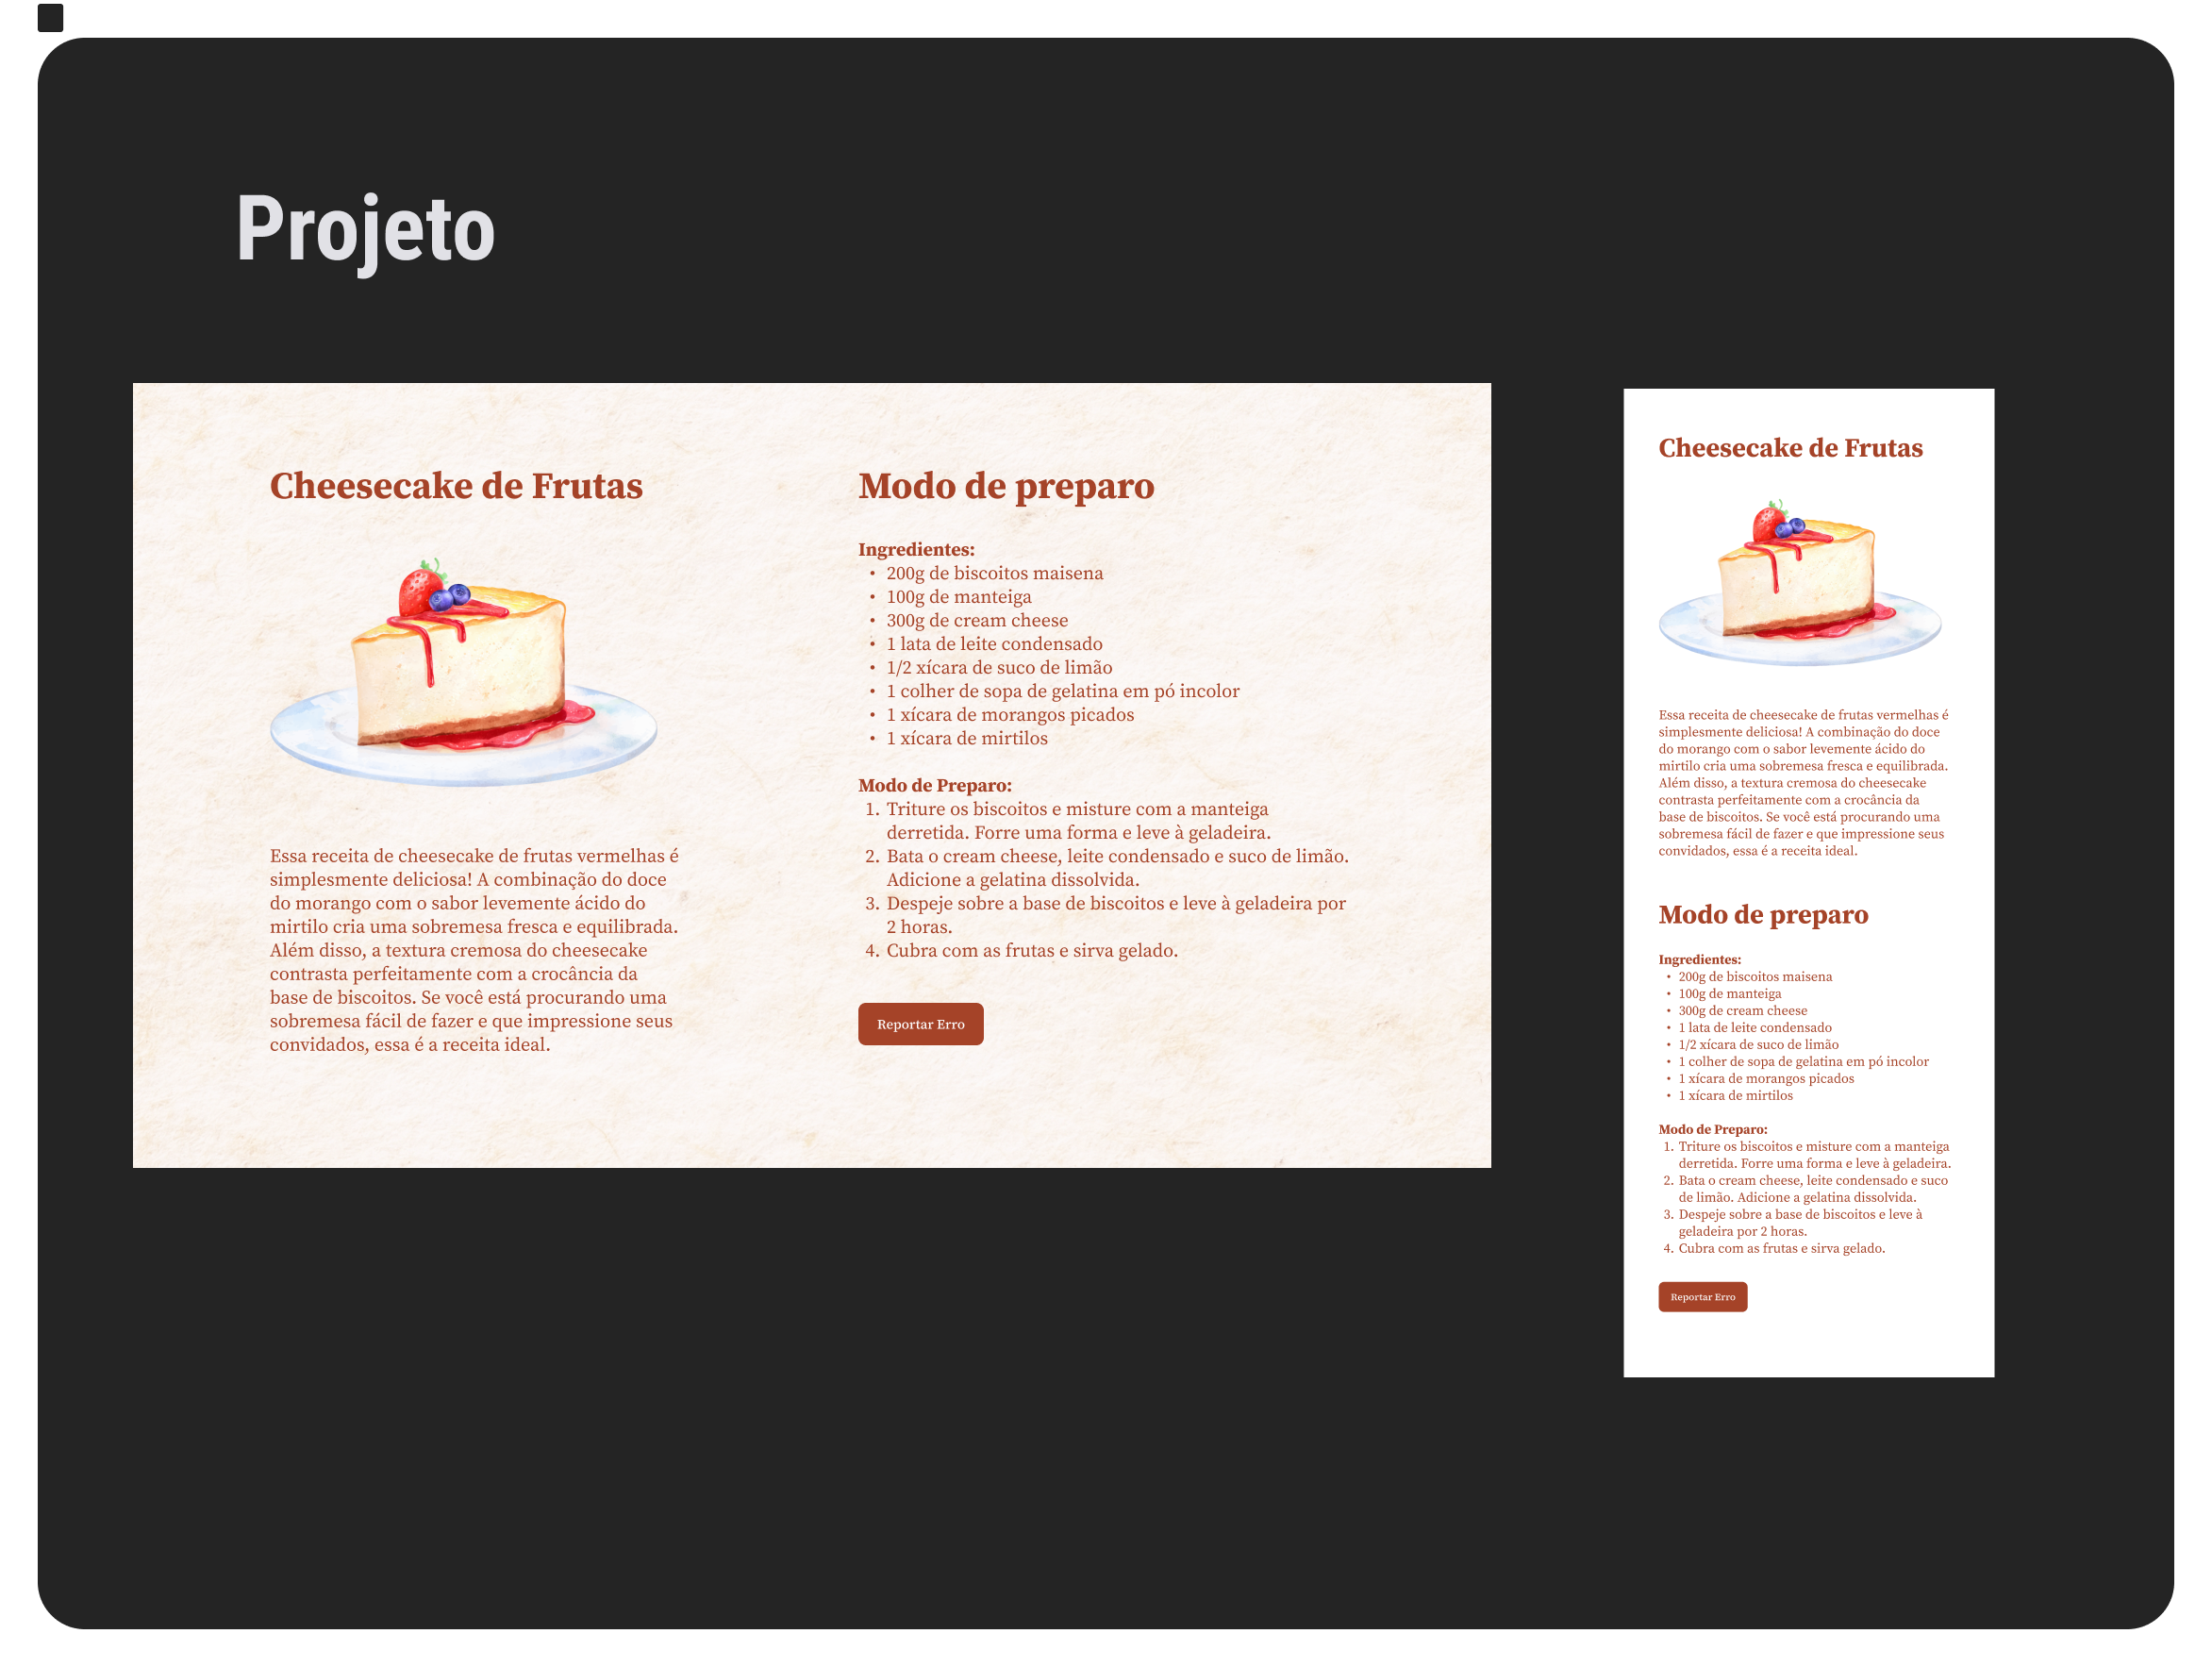 Projeto
Cheesecake de Frutas
Essa receita de cheesecake de frutas vermelhas é
simplesmente deliciosa! A combinação do doce
do morango com o sabor levemente ácido do
mirtilo cria uma sobremesa fresca e equilibrada.
Além disso, a textura cremosa do cheesecake
contrasta perfeitamente com a crocância da
base de biscoitos. Se você está procurando uma
sobremesa fácil de fazer e que impressione seus
convidados, essa é a receita ideal.
Modo de preparo
Ingredientes:
• 200g de biscoitos maisena
• 100g de manteiga
• 300g de cream cheese
• 1 lata de leite condensado
• 1/2 xícara de suco de limão
• 1 colher de sopa de gelatina em pó incolor
• 1 xícara de morangos picados
• 1 xícara de mirtilos
Modo de Preparo:
1. Triture os biscoitos e misture com a manteiga
derretida. Forre uma forma e leve à geladeira.
2. Bata o cream cheese, leite condensado e suco de limão.
Adicione a gelatina dissolvida.
3. Despeje sobre a base de biscoitos e leve à geladeira por
2 horas.
4. Cubra com as frutas e sirva gelado.
Reportar Erro
Cheesecake de Frutas
Essa receita de cheesecake de frutas vermelhas é
simplesmente deliciosa! A combinação do doce
do morango com o sabor levemente ácido do
mirtilo cria uma sobremesa fresca e equilibrada.
Além disso, a textura cremosa do cheesecake
contrasta perfeitamente com a crocância da
base de biscoitos. Se você está procurando uma
sobremesa fácil de fazer e que impressione seus
convidados, essa é a receita ideal.
Modo de preparo
Ingredientes:
• 200g de biscoitos maisena
• 100g de manteiga
• 300g de cream cheese
• 1 lata de leite condensado
• 1/2 xícara de suco de limão
• 1 colher de sopa de gelatina em pó incolor
• 1 xícara de morangos picados
• 1 xícara de mirtilos
Modo de Preparo:
1. Triture os biscoitos e misture com a manteiga
derretida. Forre uma forma e leve à geladeira.
2. Bata o cream cheese, leite condensado e suco
de limão. Adicione a gelatina dissolvida.
3. Despeje sobre a base de biscoitos e leve à
geladeira por 2 horas.
4. Cubra com as frutas e sirva gelado.
Reportar Erro